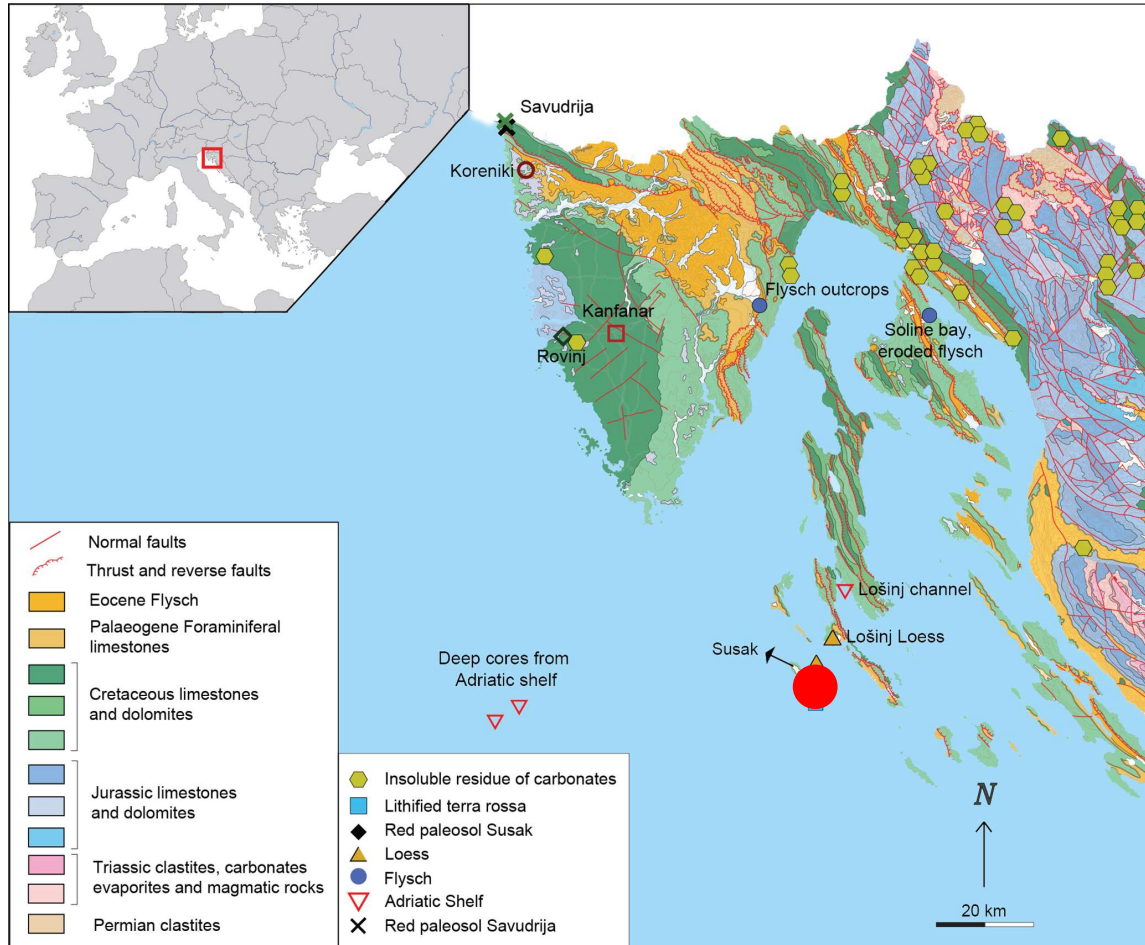 Savudrija
Koreniki
Flysch outcrops
Kanfanar
Rovinj
Soline bay,
eroded flysch
Lošinj channel
Lošinj Loess
Susak
Deep cores from
Adriatic shelf
N
20 km
Normal faults
Thrust and reverse faults
Eocene Flysch
Palaeogene Foraminiferal
limestones
Cretaceous limestones
and dolomites
Jurassic limestones
and dolomites
Triassic clastites, carbonates
evaporites and magmatic rocks
Permian clastites
Insoluble residue of carbonates
Lithified terra rossa
Red paleosol Susak
Loess
Flysch
Adriatic Shelf
Red paleosol Savudrija